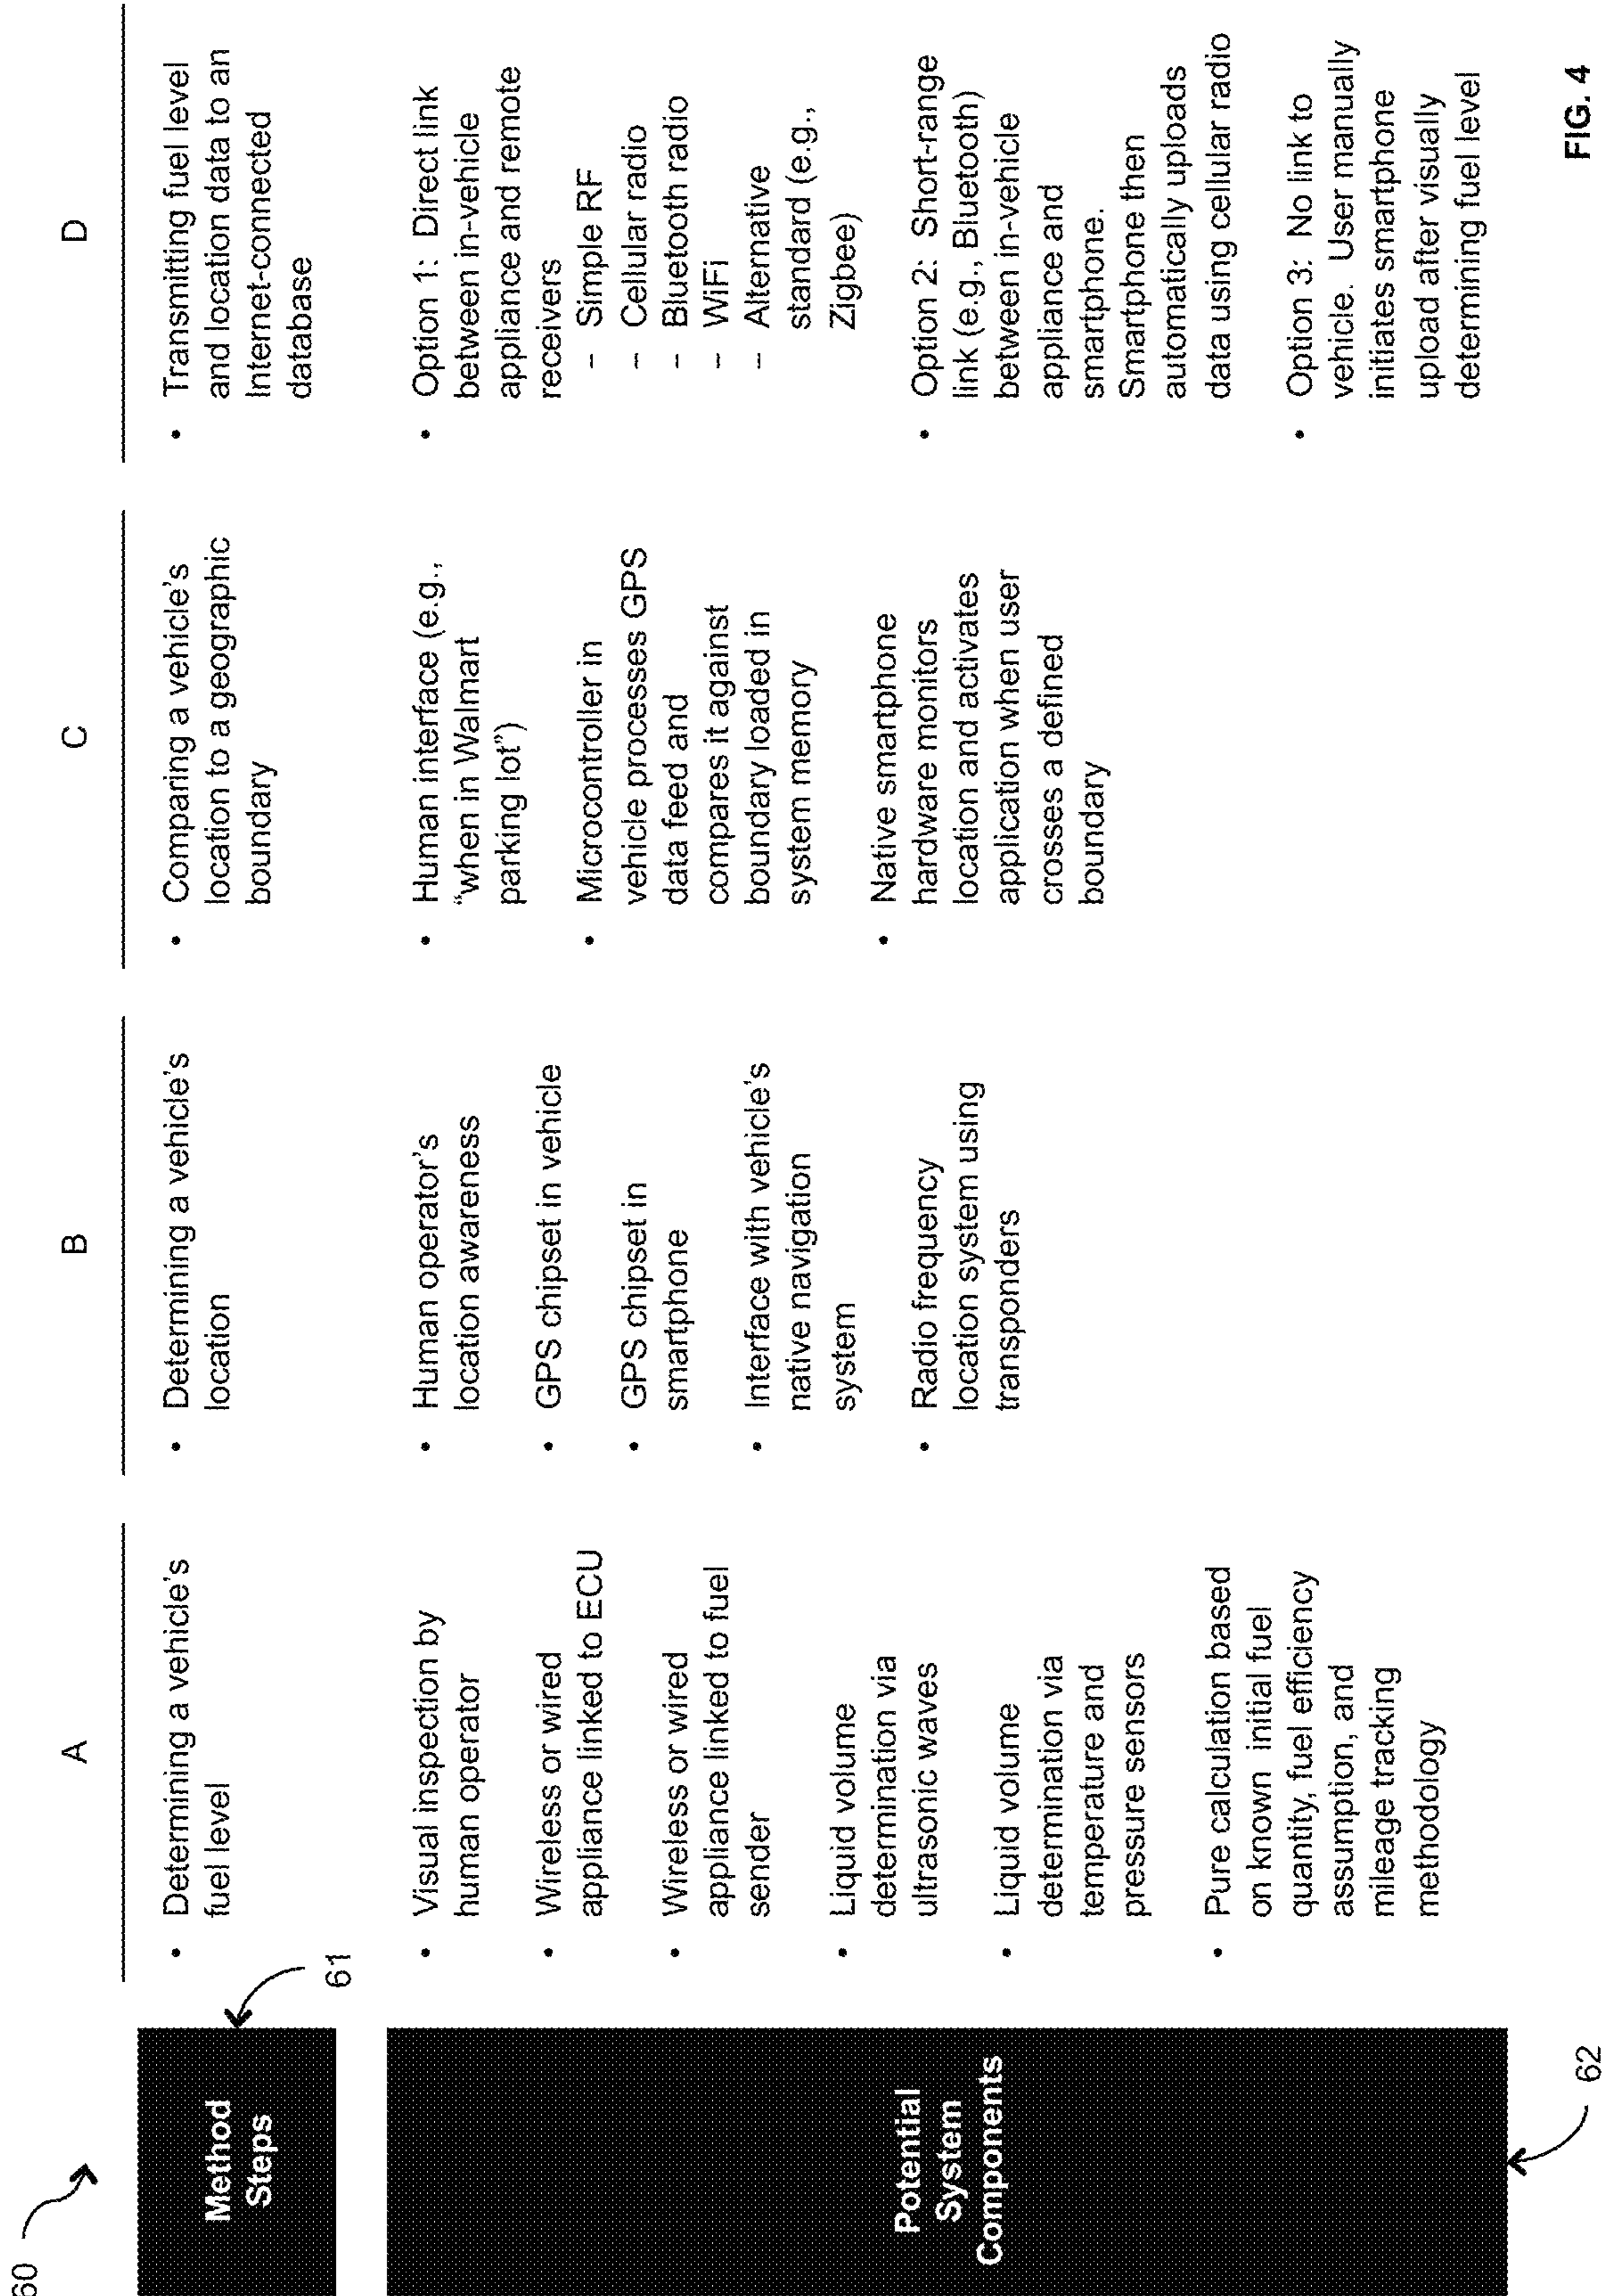 60
A
B
C
D
Method
Steps
61
• Determining a vehicle's
fuel level
• Determining a vehicle's
location
• Comparing a vehicle's
location to a geographic
boundary
• Transmitting fuel level
and location data to an
Internet-connected
database
Potential
System
Components
62
• Visual inspection by
human operator
• Wireless or wired
appliance linked to ECU
• Wireless or wired
appliance linked to fuel
sender
• Liquid volume
determination via
ultrasonic waves
• Liquid volume
determination via
temperature and
pressure sensors
• Pure calculation based
on known initial fuel
quantity, fuel efficiency
assumption, and
mileage tracking
methodology
• Human operator's
location awareness
• GPS chipset in vehicle
• GPS chipset in
smartphone
• Interface with vehicle's
native navigation
system
• Radio frequency
location system using
transponders
• Human interface (e.g.,
“when in Walmart
parking lot”)
• Microcontroller in
vehicle processes GPS
data feed and
compares it against
boundary loaded in
system memory
• Native smartphone
hardware monitors
location and activates
application when user
crosses a defined
boundary
• Option 1: Direct link
between in-vehicle
appliance and remote
receivers
– Simple RF
– Cellular radio
– Bluetooth radio
– WiFi
– Alternative
standard (e.g.,
Zigbee)
• Option 2: Short-range
link (e.g., Bluetooth)
between in-vehicle
appliance and
smartphone.
Smartphone then
automatically uploads
data using cellular radio
• Option 3: No link to
vehicle. User manually
initiates smartphone
upload after visually
determining fuel level
FIG. 4